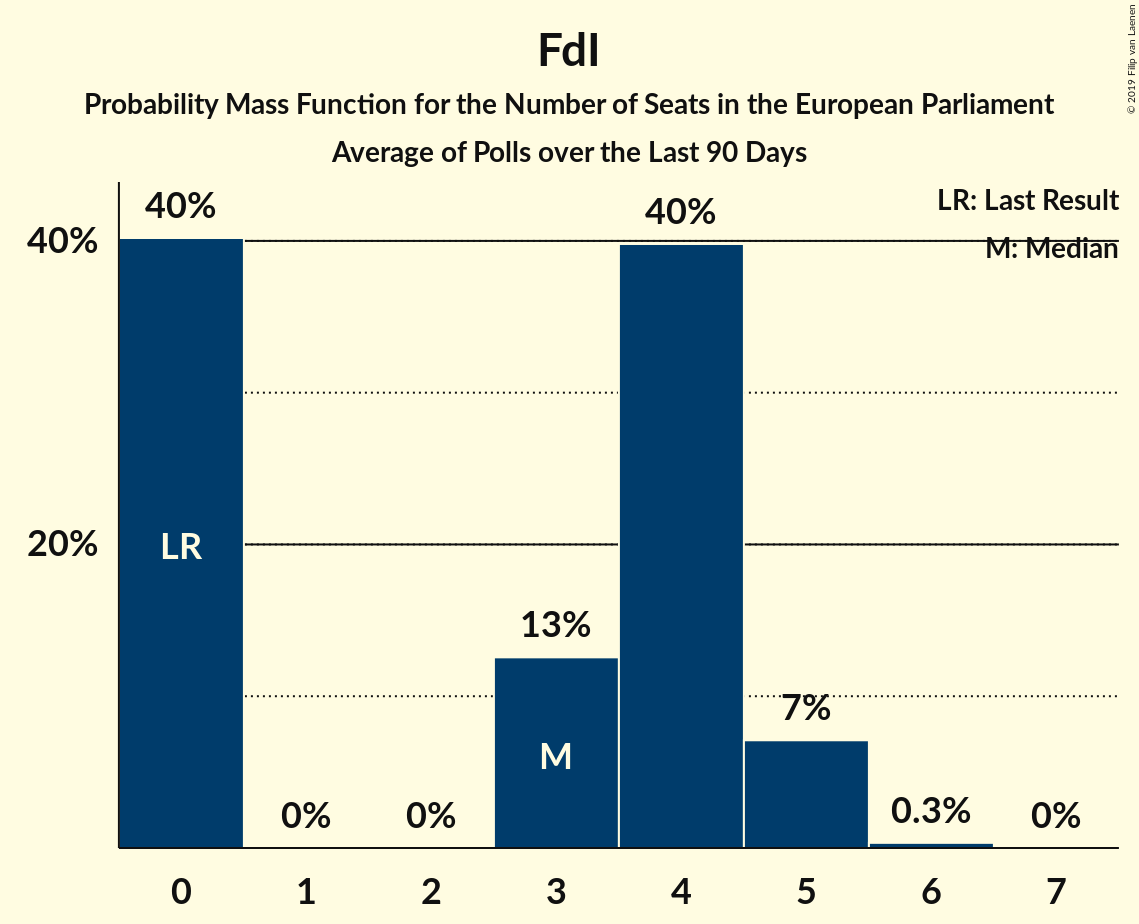 FdI
Probability Mass Function for the Number of Seats in the European Parliament
Average of Polls over the Last 90 Days
© 2019 Filip van Laenen
LR: Last Result
M: Median
40%
20%
40%
LR
0%
0%
13%
M
40%
7%
0.3%
0%
0 1 2 3 4 5 6 7